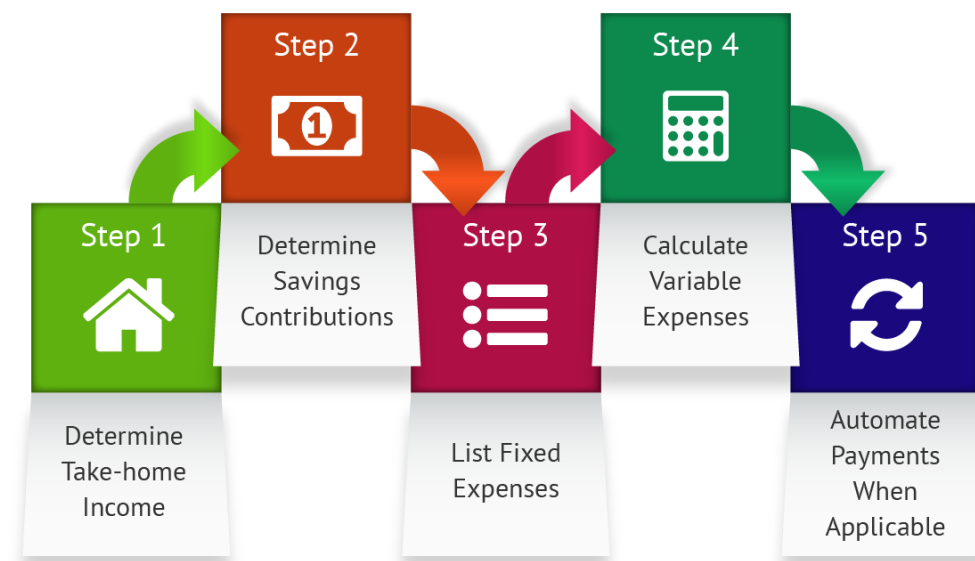 Step 1
Determine
Take-home
Income
Step 2
1
Determine
Savings
Contributions
Step 3
List Fixed
Expenses
Step 4
Calculate
Variable
Expenses
Step 5
Automate
Payments
When
Applicable